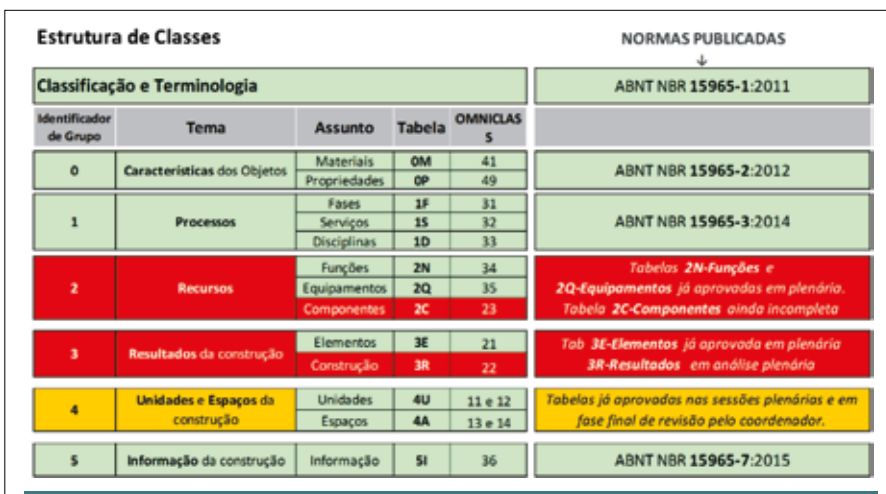 Estrutura de Classes
NORMAS PUBLICADAS
↓
Classificação e Terminologia
ABNT NBR 15965-1:2011
Identificador de Grupo
Tema
Assunto
Tabela
OMNICLAS
S
0
Características dos Objetos
Materiais 0M 41
Propriedades 0P 49
ABNT NBR 15965-2:2012
1
Processos
Fases 1F 31
Serviços 1S 32
Disciplinas 1D 33
ABNT NBR 15965-3:2014
2
Recursos
Funções 2N 34
Equipamentos 2Q 35
Componentes 2C 23
Tabelas 2N-Funções e
2Q-Equipamentos já aprovadas em plenária.
Tabela 2C-Componentes ainda incompleta
3
Resultados da construção
Elementos 3E 21
Construção 3R 22
Tab 3E-Elementos já aprovada em plenária
3R-Resultados em análise plenária
4
Unidades e Espaços da
construção
Unidades 4U 11 e 12
Espaços 4A 13 e 14
Tabelas já aprovadas nas sessões plenárias e em
fase final de revisão pelo coordenador.
5
Informação da construção
Informação 5I 36
ABNT NBR 15965-7:2015